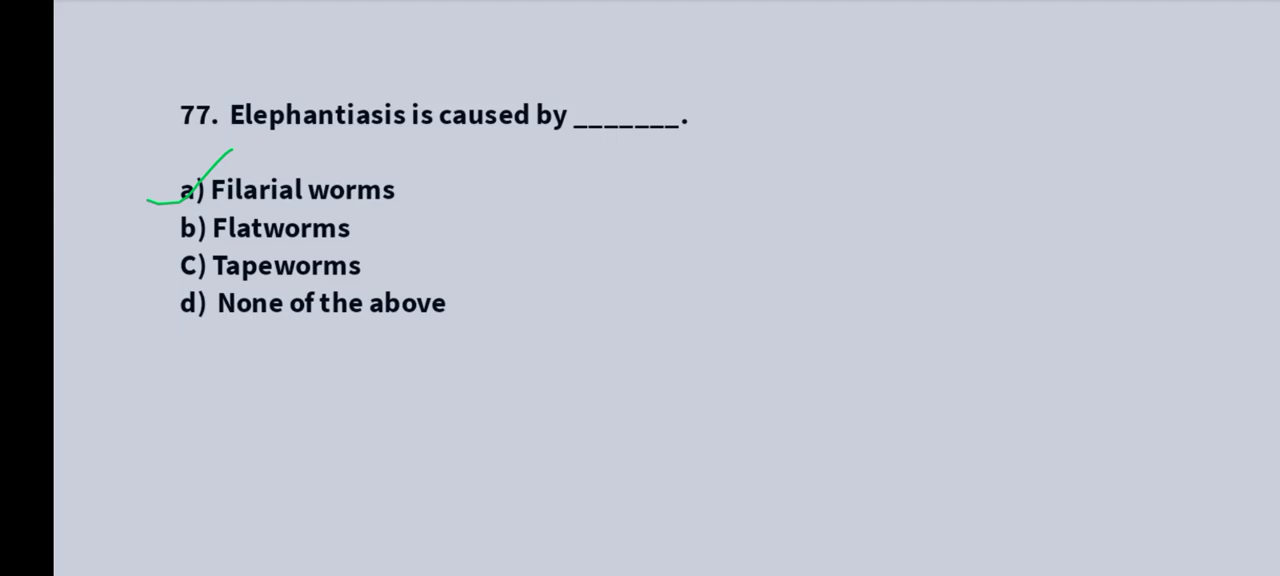 77. Elephantiasis is caused by _______.
a) Filarial worms
b) Flatworms
C) Tapeworms
d) None of the above